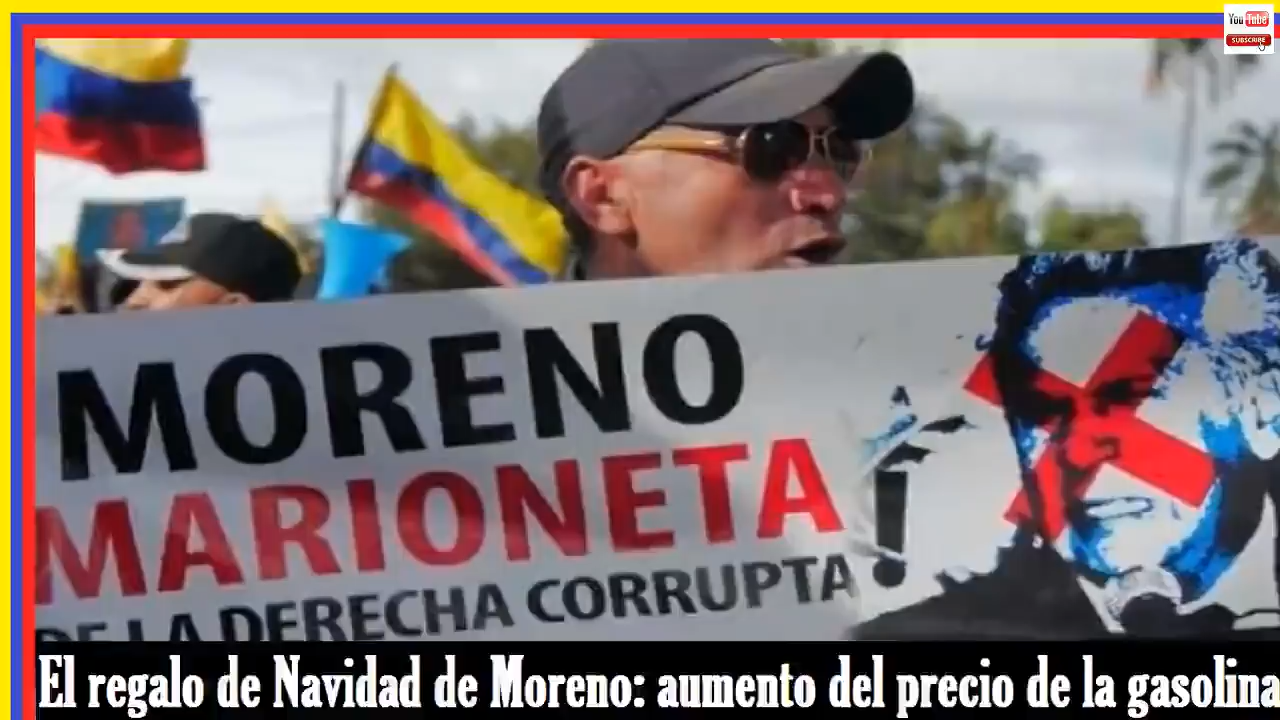 You Tube
SUBSCRIBE
MORENO
MARIONETA
DE LA DERECHA CORRUPTA !
El regalo de Navidad de Moreno: aumento del precio de la gasolina